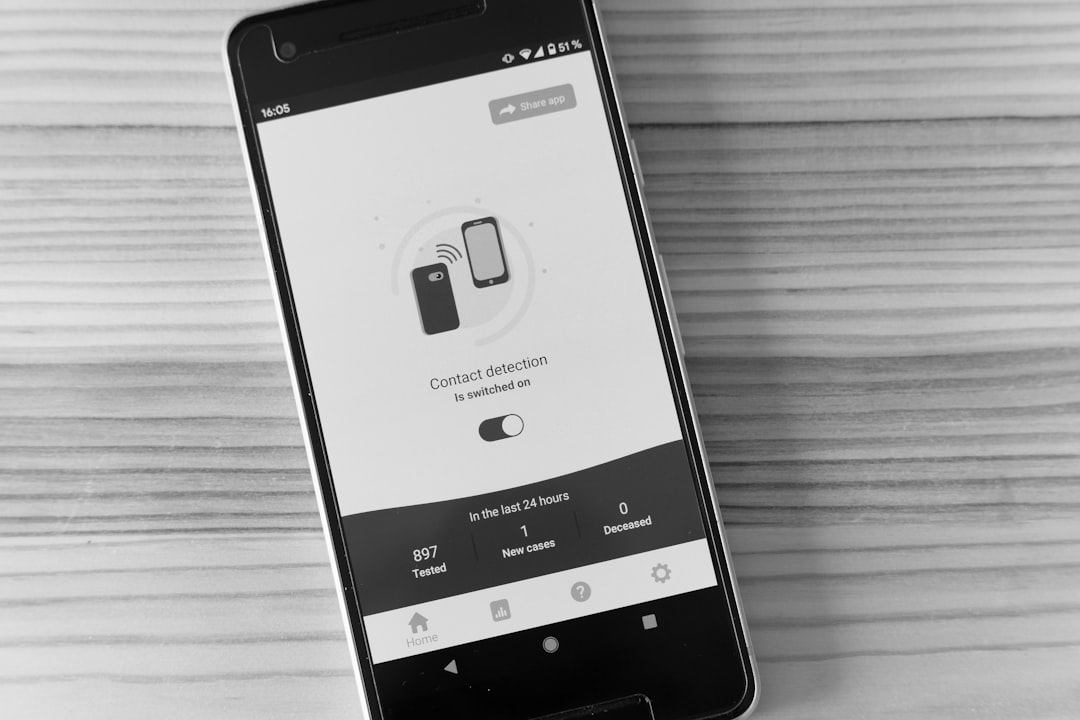 16:05
51 %
Share app
Contact detection
Is switched on
In the last 24 hours
897
Tested
1
New cases
0
Deceased
Home
?